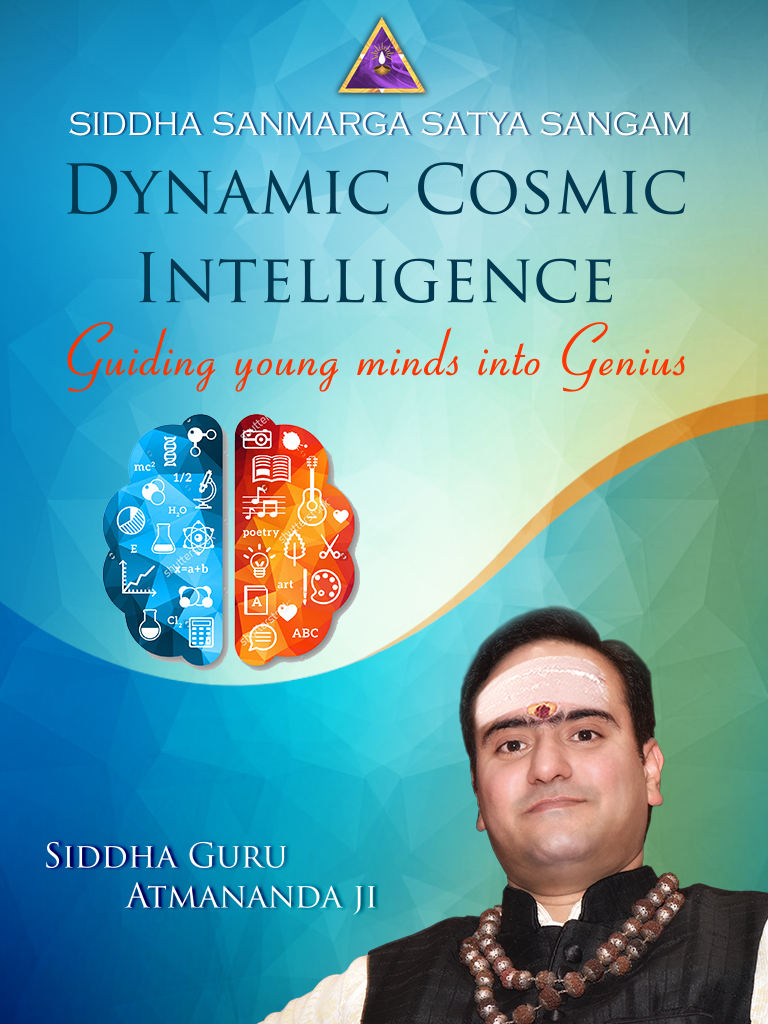 SIDDHA SANMARGA SATYA SANGAM
DYNAMIC COSMIC
INTELLIGENCE
Guiding young minds into Genius
mc²
1/2
H₂O
E
x=a+b
Cl₂
poetry
art
A
ABC
SIDDHA GURU
ATMANANDA JI